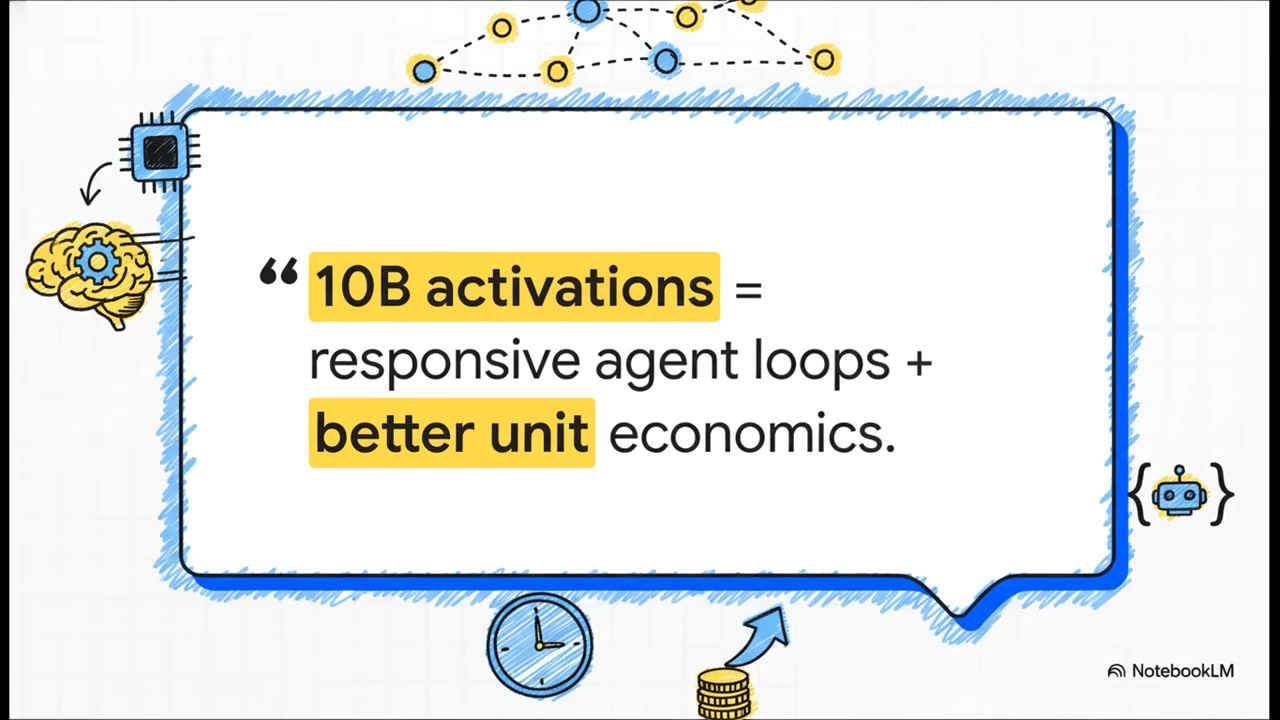 “ 10B activations =
responsive agent loops +
better unit economics.
NotebookLM